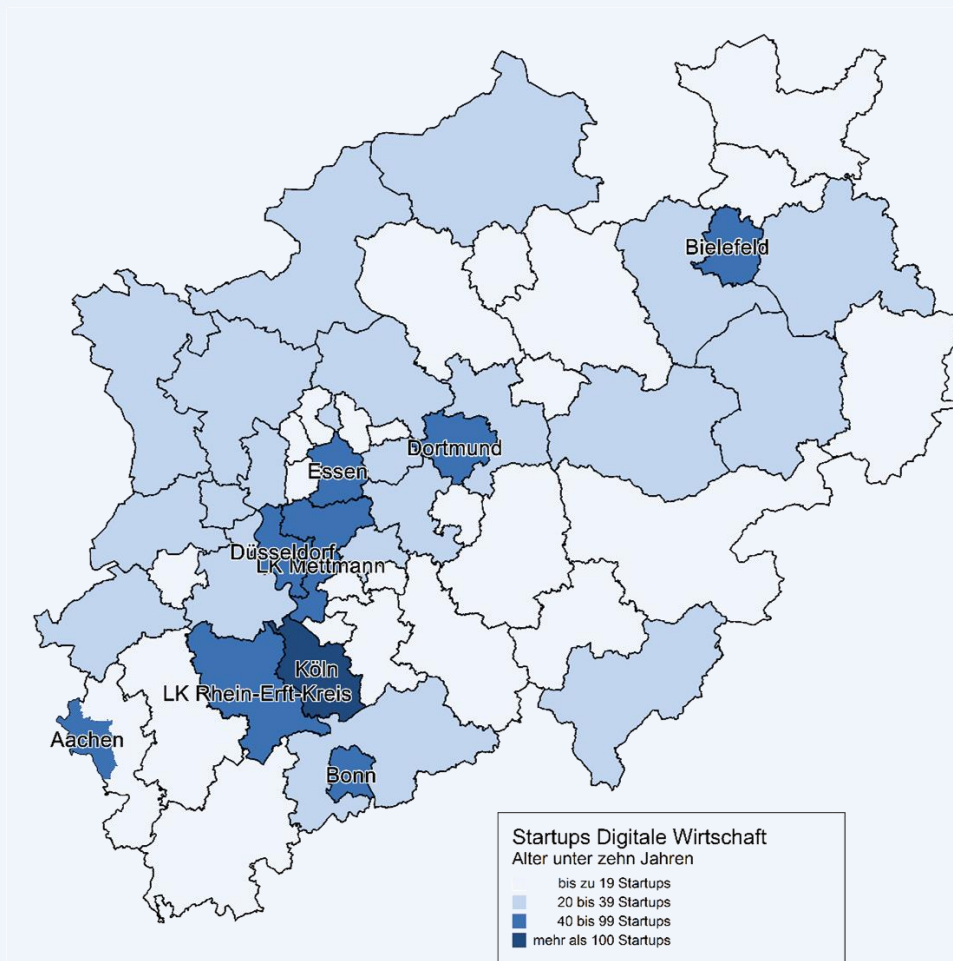 Bielefeld
Dortmund
Essen
Düsseldorf
LK Mettmann
Köln
LK Rhein-Erft-Kreis
Aachen
Bonn
Startups Digitale Wirtschaft
Alter unter zehn Jahren
bis zu 19 Startups
20 bis 39 Startups
40 bis 99 Startups
mehr als 100 Startups